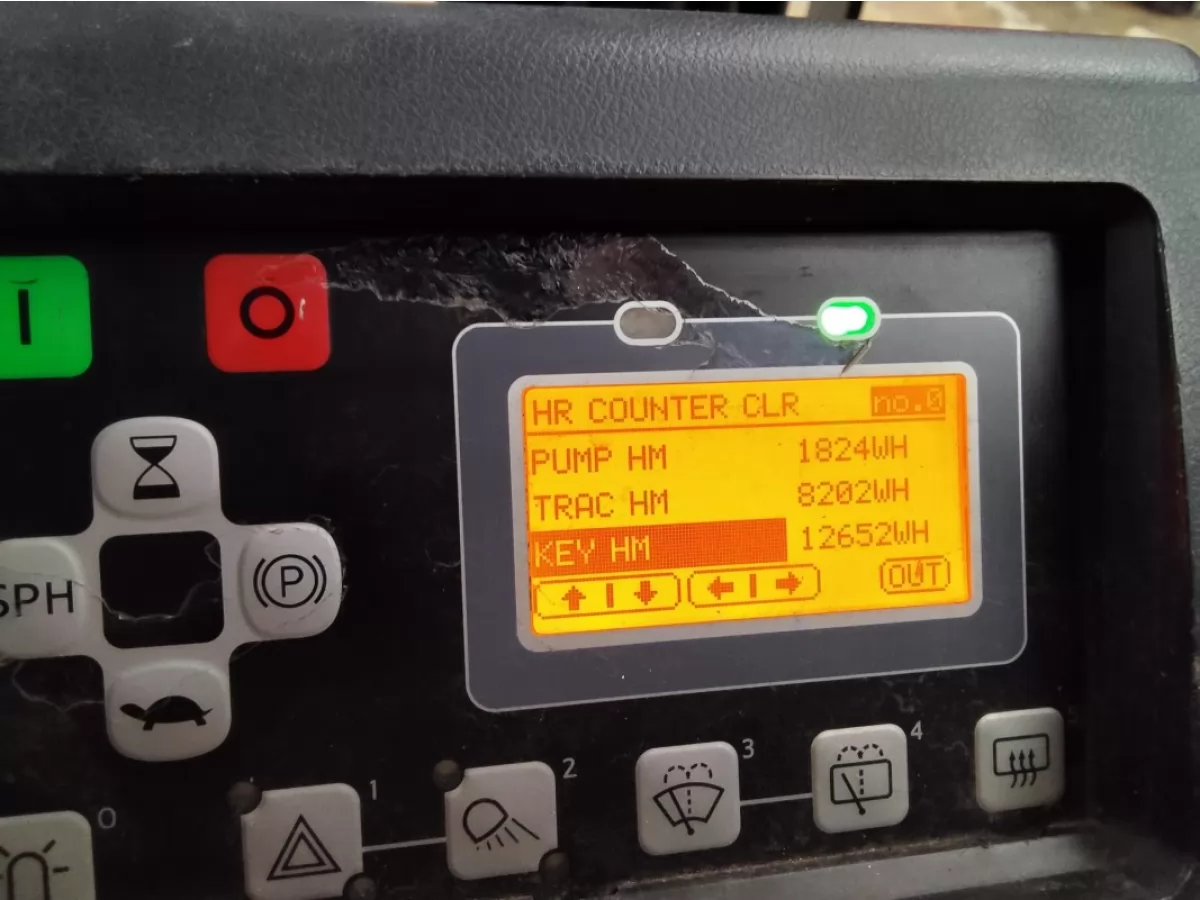 I
O
HR COUNTER CLR no.0
PUMP HM 1824WH
TRAC HM 8202WH
KEY HM 12652WH
OUT
SPH
P
0
1
2
3
4